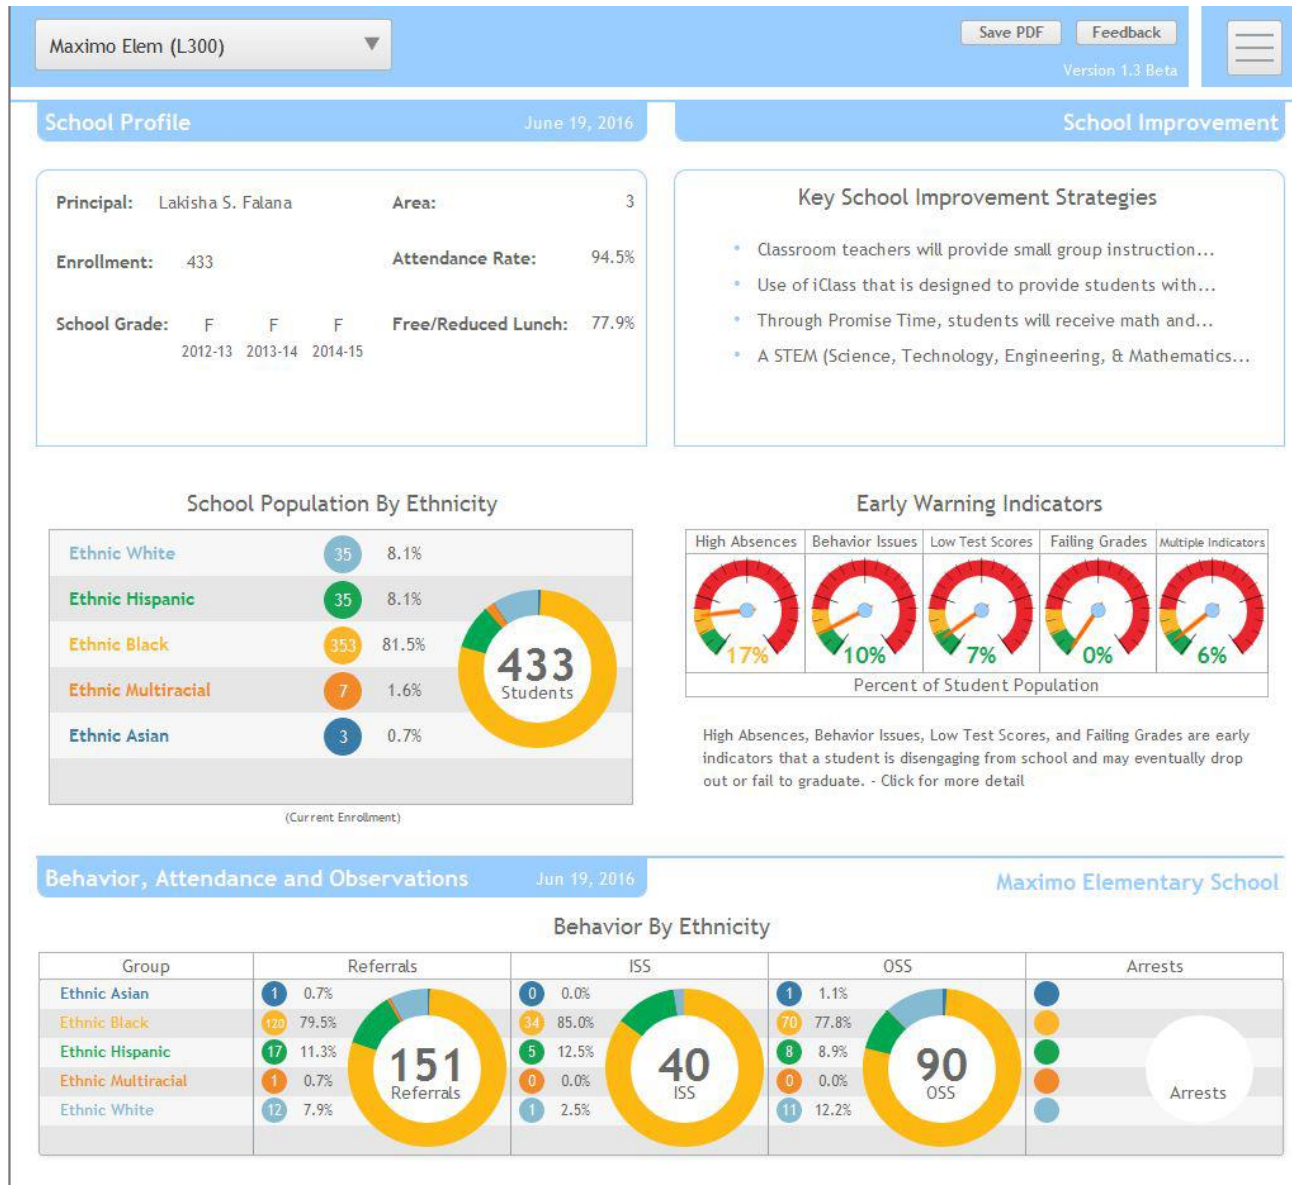 Maximo Elem (L300)
Save PDF
Feedback
Version 1.3 Beta
School Profile
June 19, 2016
School Improvement
Principal: Lakisha S. Falana
Area: 3
Enrollment: 433
Attendance Rate: 94.5%
School Grade: F F F
2012-13 2013-14 2014-15
Free/Reduced Lunch: 77.9%
Key School Improvement Strategies
• Classroom teachers will provide small group instruction...
• Use of iClass that is designed to provide students with...
• Through Promise Time, students will receive math and...
• A STEM (Science, Technology, Engineering, & Mathematics...
School Population By Ethnicity
Ethnic White 35 8.1%
Ethnic Hispanic 35 8.1%
Ethnic Black 353 81.5%
Ethnic Multiracial 7 1.6%
Ethnic Asian 3 0.7%
433
Students
(Current Enrollment)
Early Warning Indicators
High Absences Behavior Issues Low Test Scores Failing Grades Multiple Indicators
17% 10% 7% 0% 6%
Percent of Student Population
High Absences, Behavior Issues, Low Test Scores, and Failing Grades are early
indicators that a student is disengaging from school and may eventually drop
out or fail to graduate. - Click for more detail
Behavior, Attendance and Observations
Jun 19, 2016
Maximo Elementary School
Behavior By Ethnicity
Group Referrals ISS OSS Arrests
Ethnic Asian 1 0.7% 0 0.0% 1 1.1%
Ethnic Black 120 79.5% 34 85.0% 70 77.8%
Ethnic Hispanic 17 11.3% 5 12.5% 8 8.9%
Ethnic Multiracial 1 0.7% 0 0.0% 0 0.0%
Ethnic White 12 7.9% 1 2.5% 11 12.2%
151
Referrals
40
ISS
90
OSS
Arrests